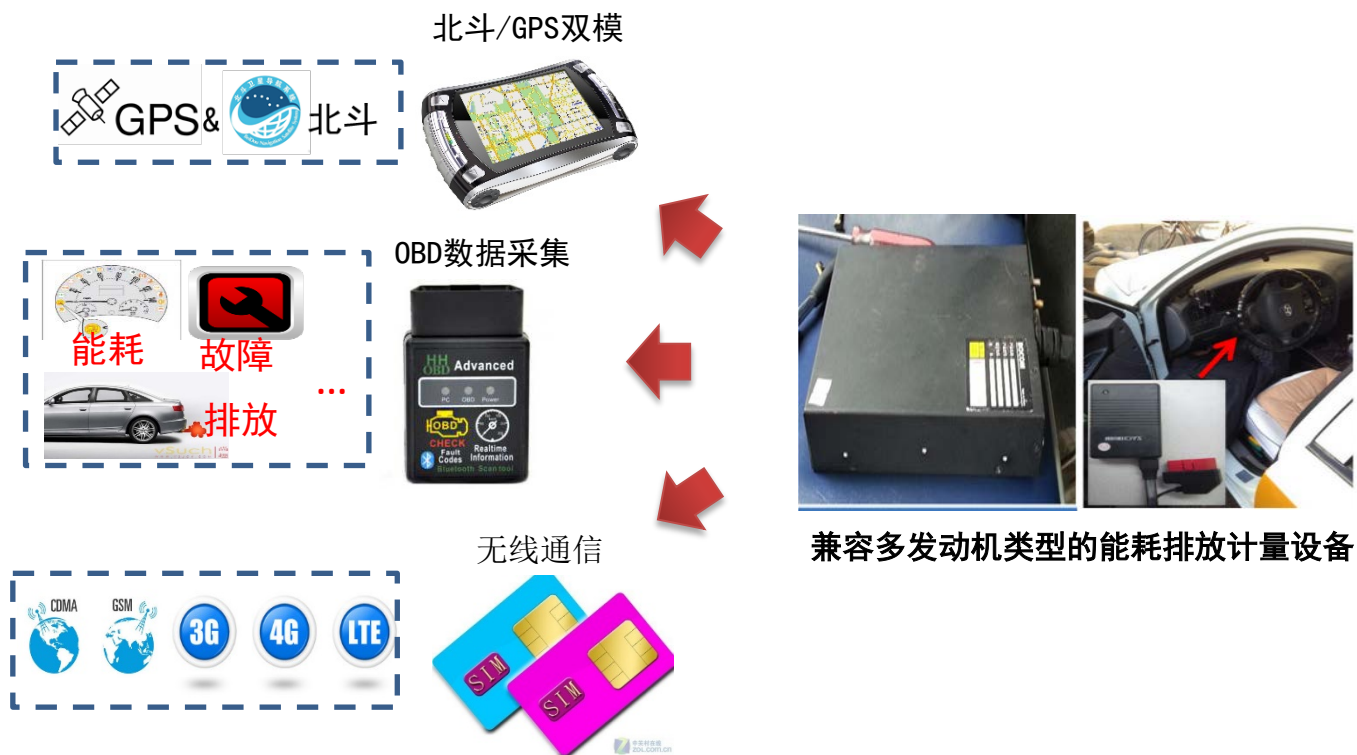 北斗/GPS双模
GPS&
北斗
OBD数据采集
能耗
故障
排放
...
HH
OBD
Advanced
PC OBD Power
OBD
CHECK
Fault
Codes
Realtime
Information
Bluetooth Scan tool
兼容多发动机类型的能耗排放计量设备
无线通信
CDMA
GSM
3G
4G
LTE
SIM
SIM
ZOL.COM.CN